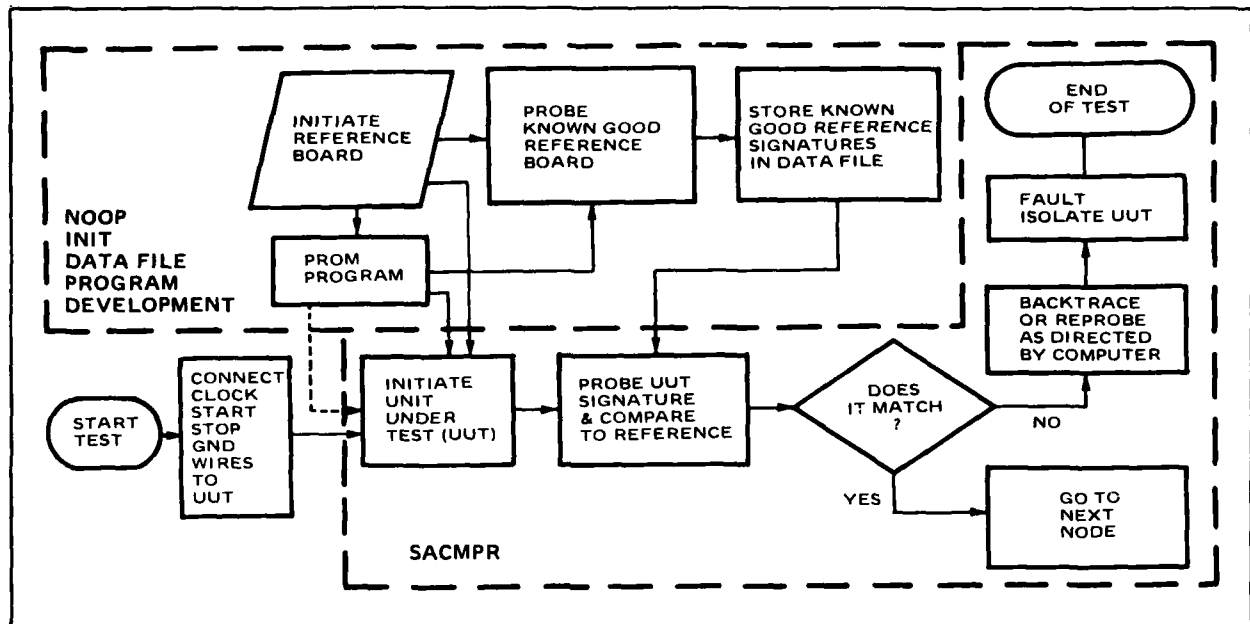 INITIATE
REFERENCE
BOARD
PROBE
KNOWN GOOD
REFERENCE
BOARD
STORE KNOWN
GOOD REFERENCE
SIGNATURES
IN DATA FILE
END
OF TEST
FAULT
ISOLATE UUT
NOOP
INIT
DATA FILE
PROGRAM
DEVELOPMENT
PROM
PROGRAM
BACKTRACE
OR REPROBE
AS DIRECTED
BY COMPUTER
START
TEST
CONNECT
CLOCK
START
STOP
GND
WIRES
TO
UUT
INITIATE
UNIT
UNDER
TEST (UUT)
PROBE UUT
SIGNATURE
& COMPARE
TO REFERENCE
DOES
IT MATCH
?
NO
YES
GO TO
NEXT
NODE
SACMPR